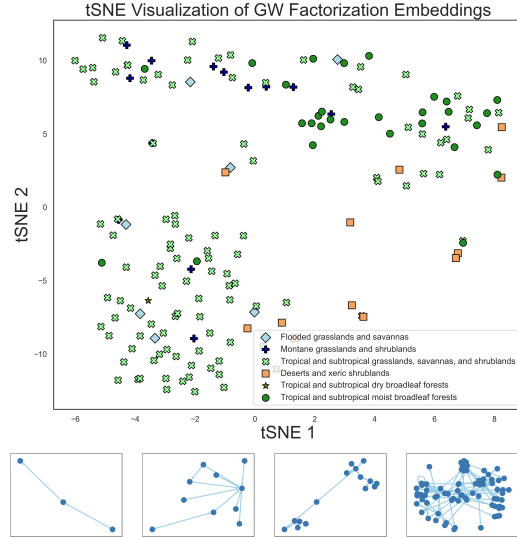 tSNE Visualization of GW Factorization Embeddings
10
5
0
−5
−10
tSNE 2
Flooded grasslands and savannas
Montane grasslands and shrublands
Tropical and subtropical grasslands, savannas, and shrublands
Deserts and xeric shrublands
Tropical and subtropical dry broadleaf forests
Tropical and subtropical moist broadleaf forests
−6 −4 −2 0 2 4 6 8
tSNE 1